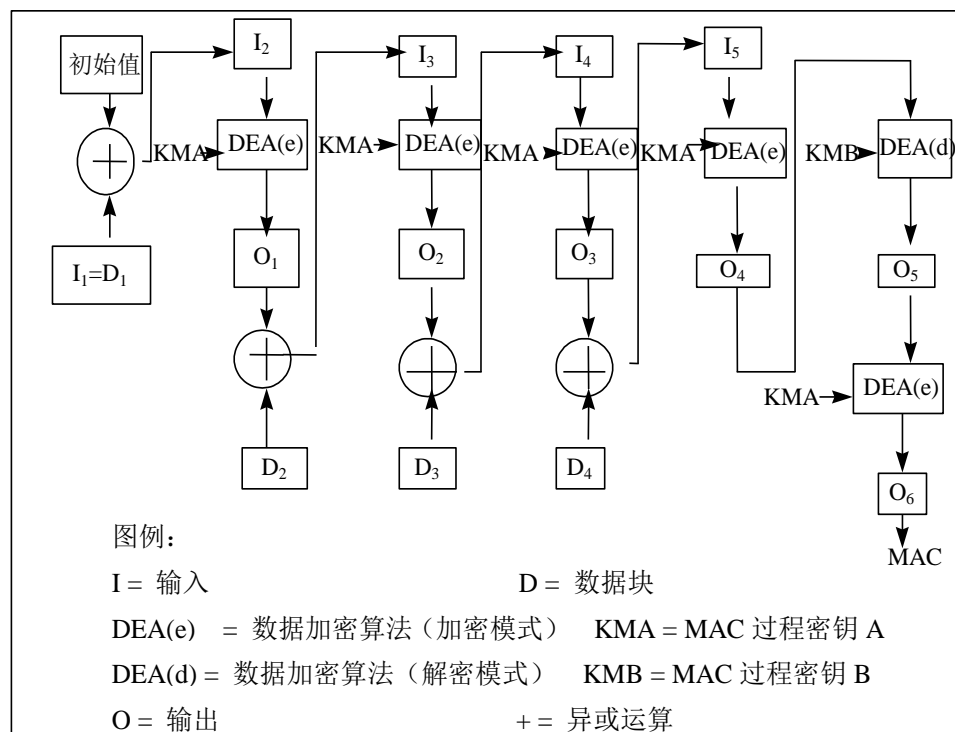 初始值
I₂
I₃
I₄
I₅
KMA
DEA(e)
KMA
DEA(e)
KMA
DEA(e)
KMA
DEA(e)
KMB
DEA(d)
I₁=D₁
O₁
O₂
O₃
O₄
O₅
KMA
DEA(e)
D₂
D₃
D₄
O₆
MAC
图例：
I = 输入 D = 数据块
DEA(e) = 数据加密算法（加密模式） KMA = MAC 过程密钥 A
DEA(d) = 数据加密算法（解密模式） KMB = MAC 过程密钥 B
O = 输出 + = 异或运算